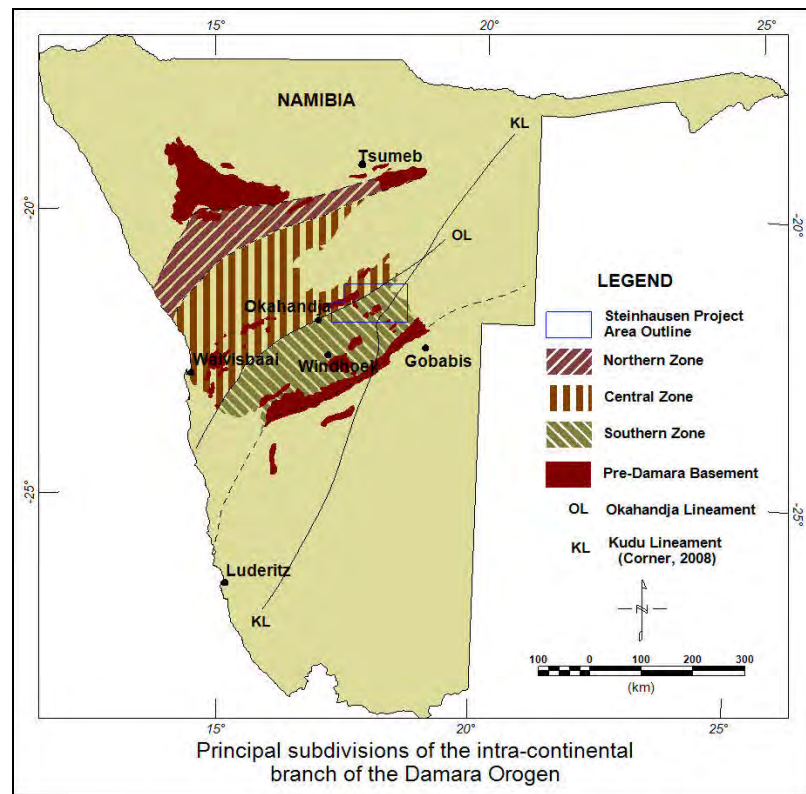 15°
20°
25°
NAMIBIA
KL
Tsumeb
-20°
-20°
OL
LEGEND
Okahandja
Steinhausen Project
Area Outline
Walvisbaai
Windhoek
Gobabis
Northern Zone
Central Zone
Southern Zone
Pre-Damara Basement
-25°
-25°
OL
Okahandja Lineament
KL
Kudu Lineament
(Corner, 2008)
Luderitz
KL
N
100 0 100 200 300
(km)
15°
20°
25°
Principal subdivisions of the intra-continental
branch of the Damara Orogen